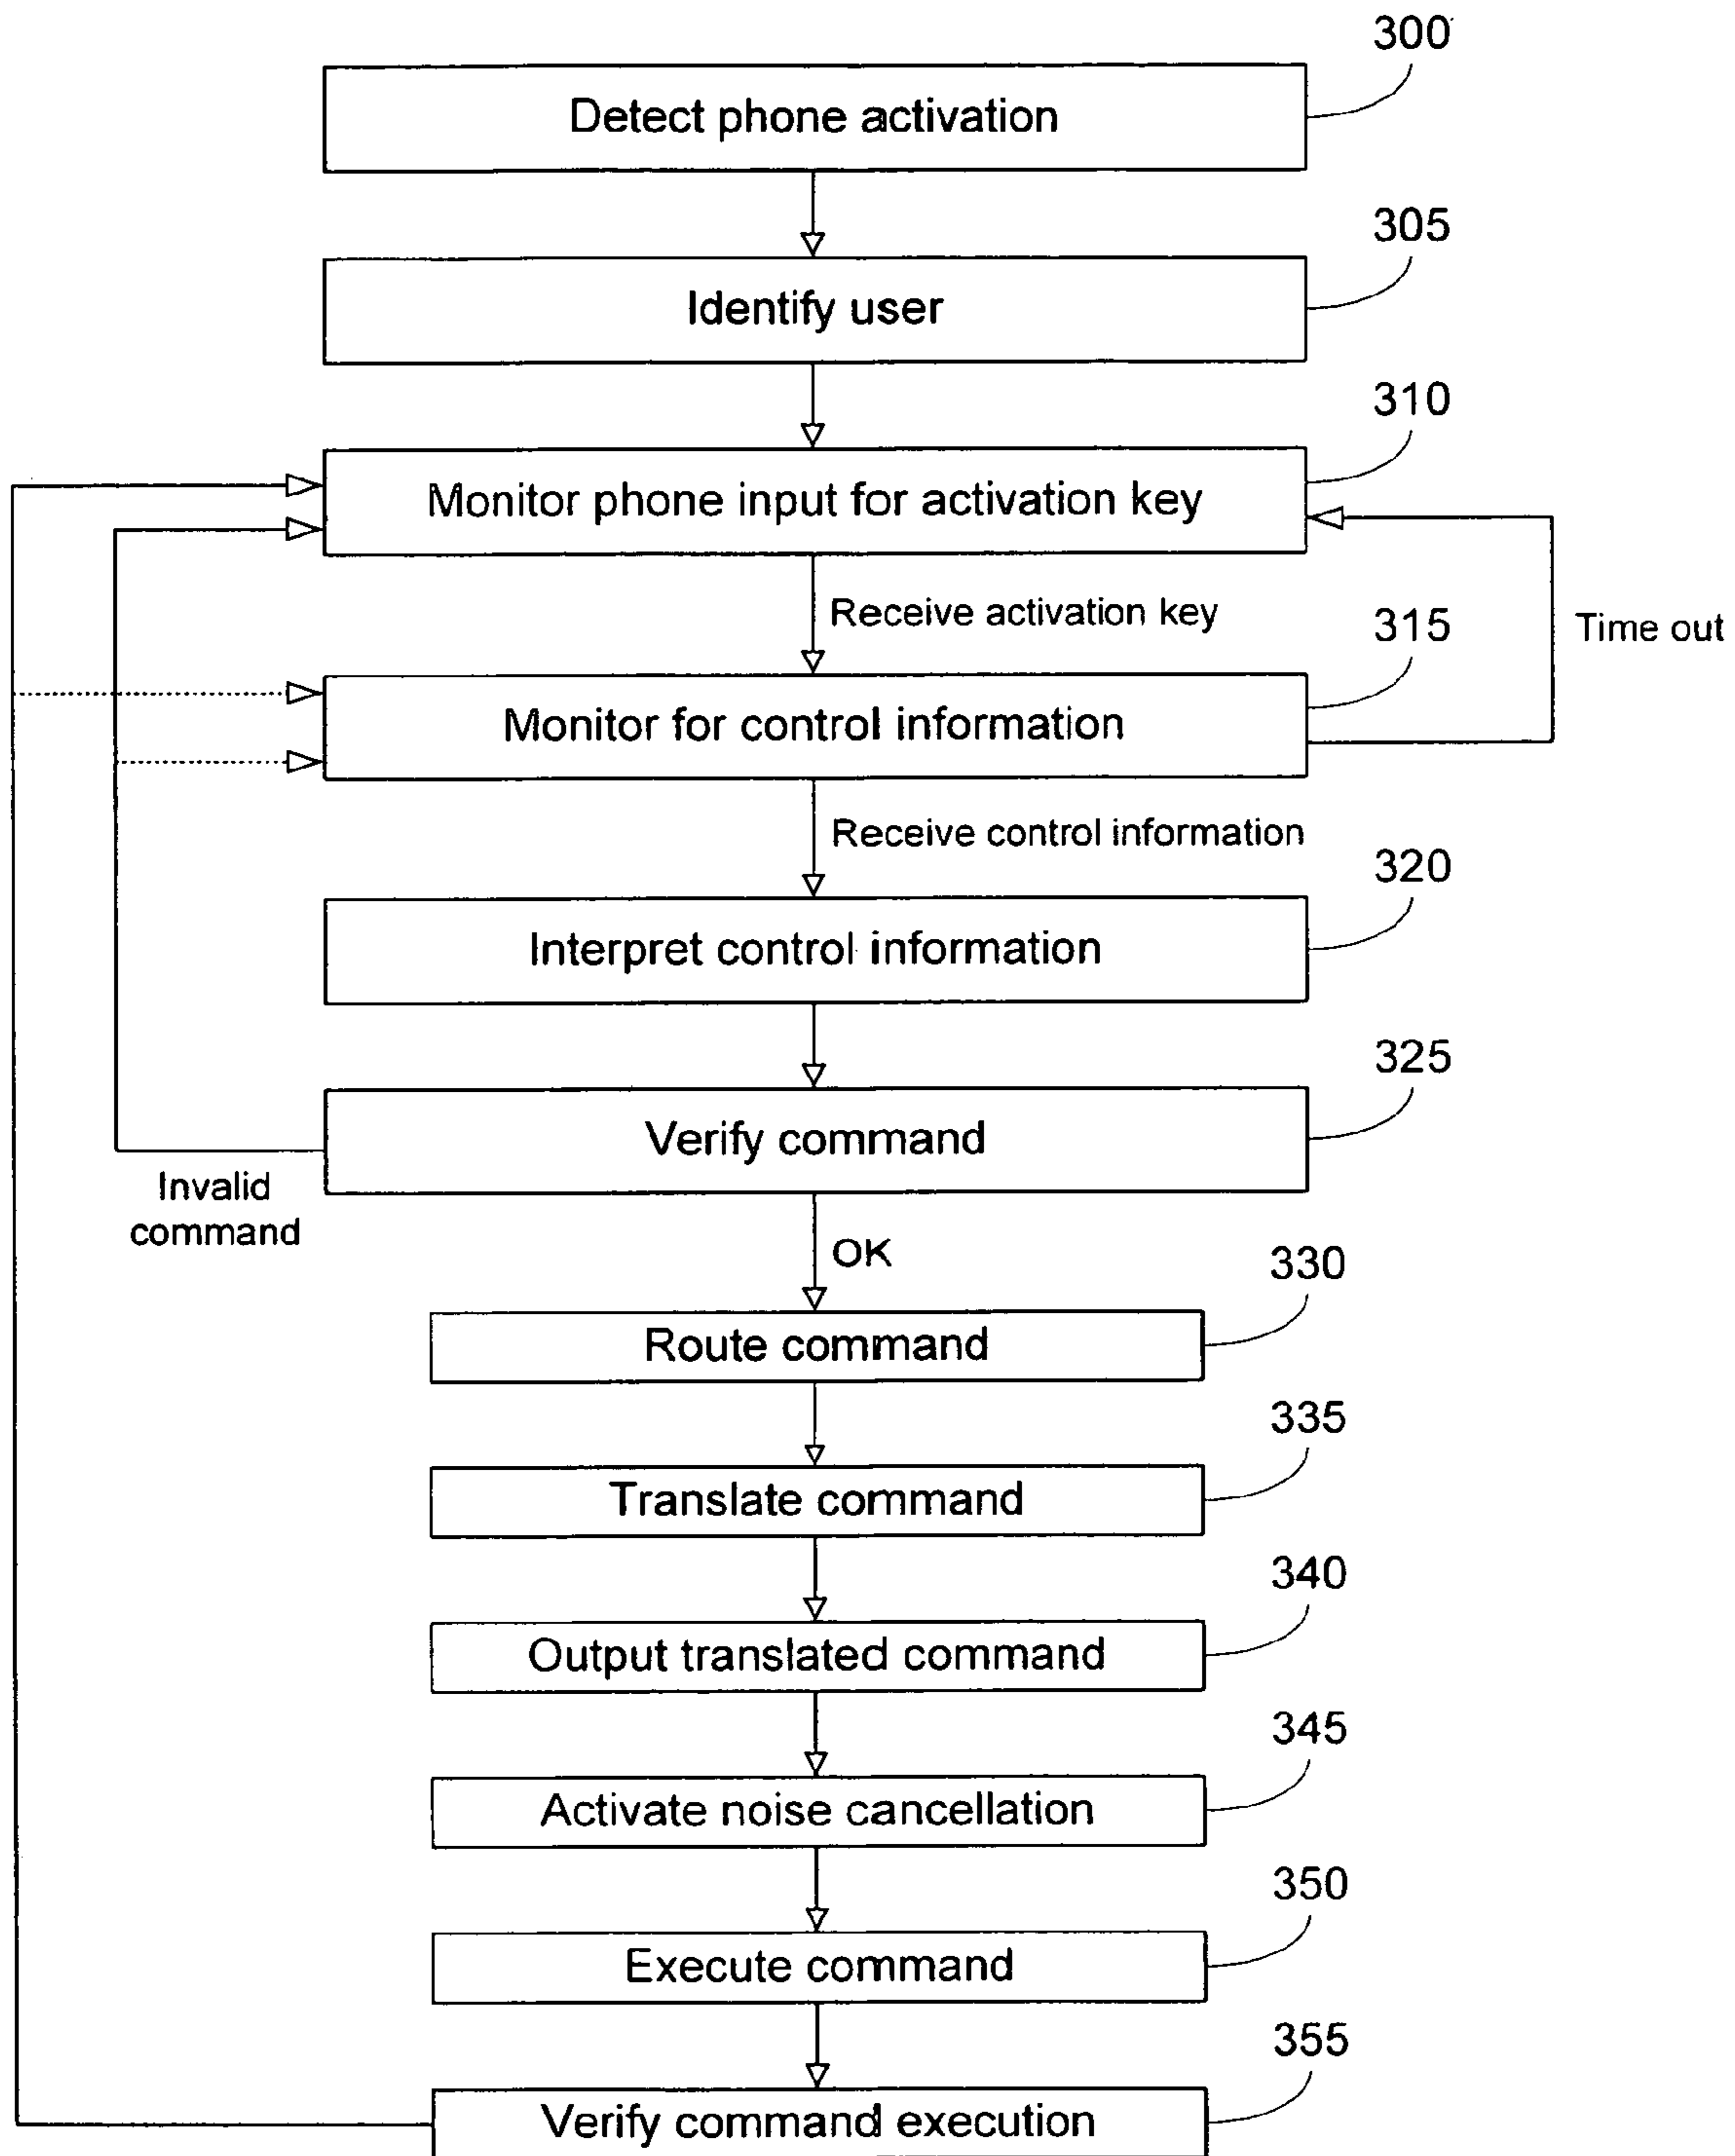 300
Detect phone activation
305
Identify user
310
Monitor phone input for activation key
Receive activation key
315
Time out
Monitor for control information
Receive control information
320
Interpret control information
325
Verify command
Invalid
command
OK
330
Route command
335
Translate command
340
Output translated command
345
Activate noise cancellation
350
Execute command
355
Verify command execution